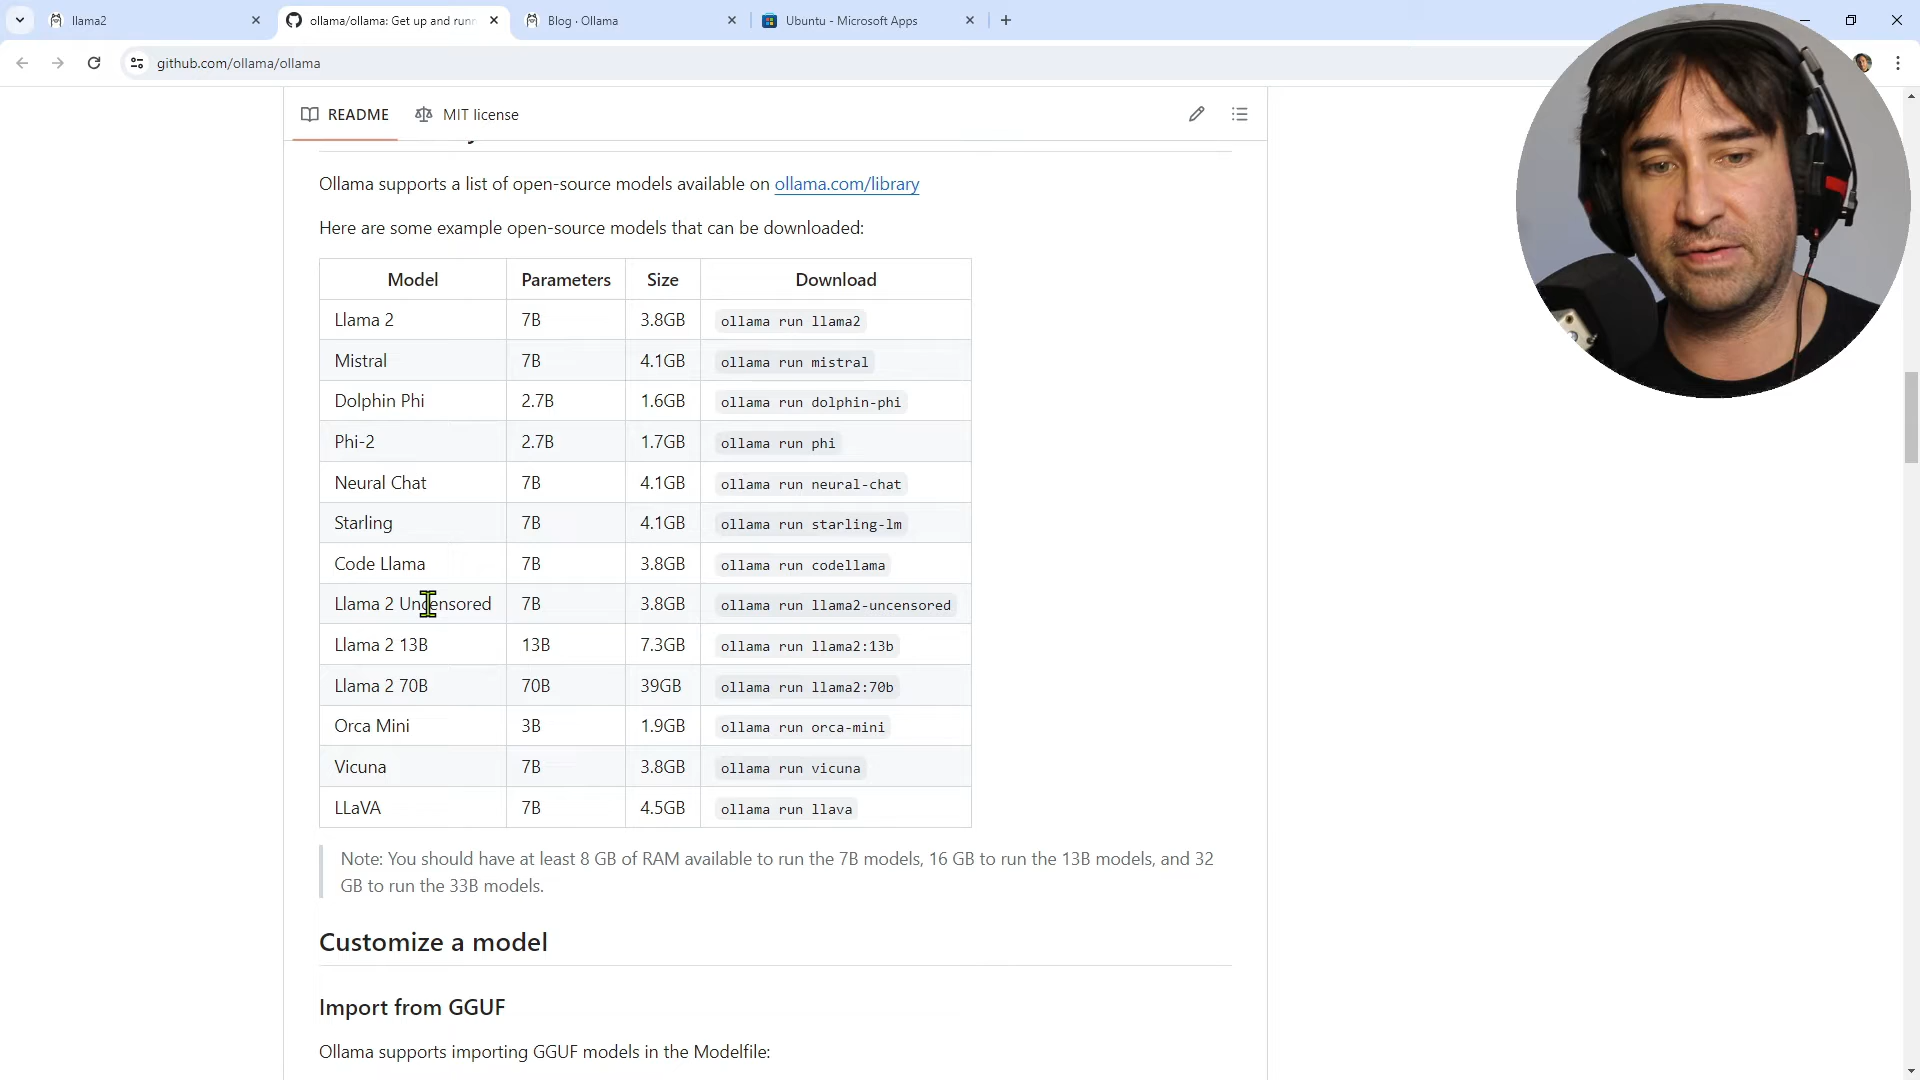 llama2
ollama/ollama: Get up and runn
Blog · Ollama
Ubuntu - Microsoft Apps
github.com/ollama/ollama
README
MIT license
Ollama supports a list of open-source models available on ollama.com/library
Here are some example open-source models that can be downloaded:
Model Parameters Size Download
Llama 2 7B 3.8GB ollama run llama2
Mistral 7B 4.1GB ollama run mistral
Dolphin Phi 2.7B 1.6GB ollama run dolphin-phi
Phi-2 2.7B 1.7GB ollama run phi
Neural Chat 7B 4.1GB ollama run neural-chat
Starling 7B 4.1GB ollama run starling-lm
Code Llama 7B 3.8GB ollama run codellama
Llama 2 Uncensored 7B 3.8GB ollama run llama2-uncensored
Llama 2 13B 13B 7.3GB ollama run llama2:13b
Llama 2 70B 70B 39GB ollama run llama2:70b
Orca Mini 3B 1.9GB ollama run orca-mini
Vicuna 7B 3.8GB ollama run vicuna
LLaVA 7B 4.5GB ollama run llava
Note: You should have at least 8 GB of RAM available to run the 7B models, 16 GB to run the 13B models, and 32
GB to run the 33B models.
Customize a model
Import from GGUF
Ollama supports importing GGUF models in the Modelfile: